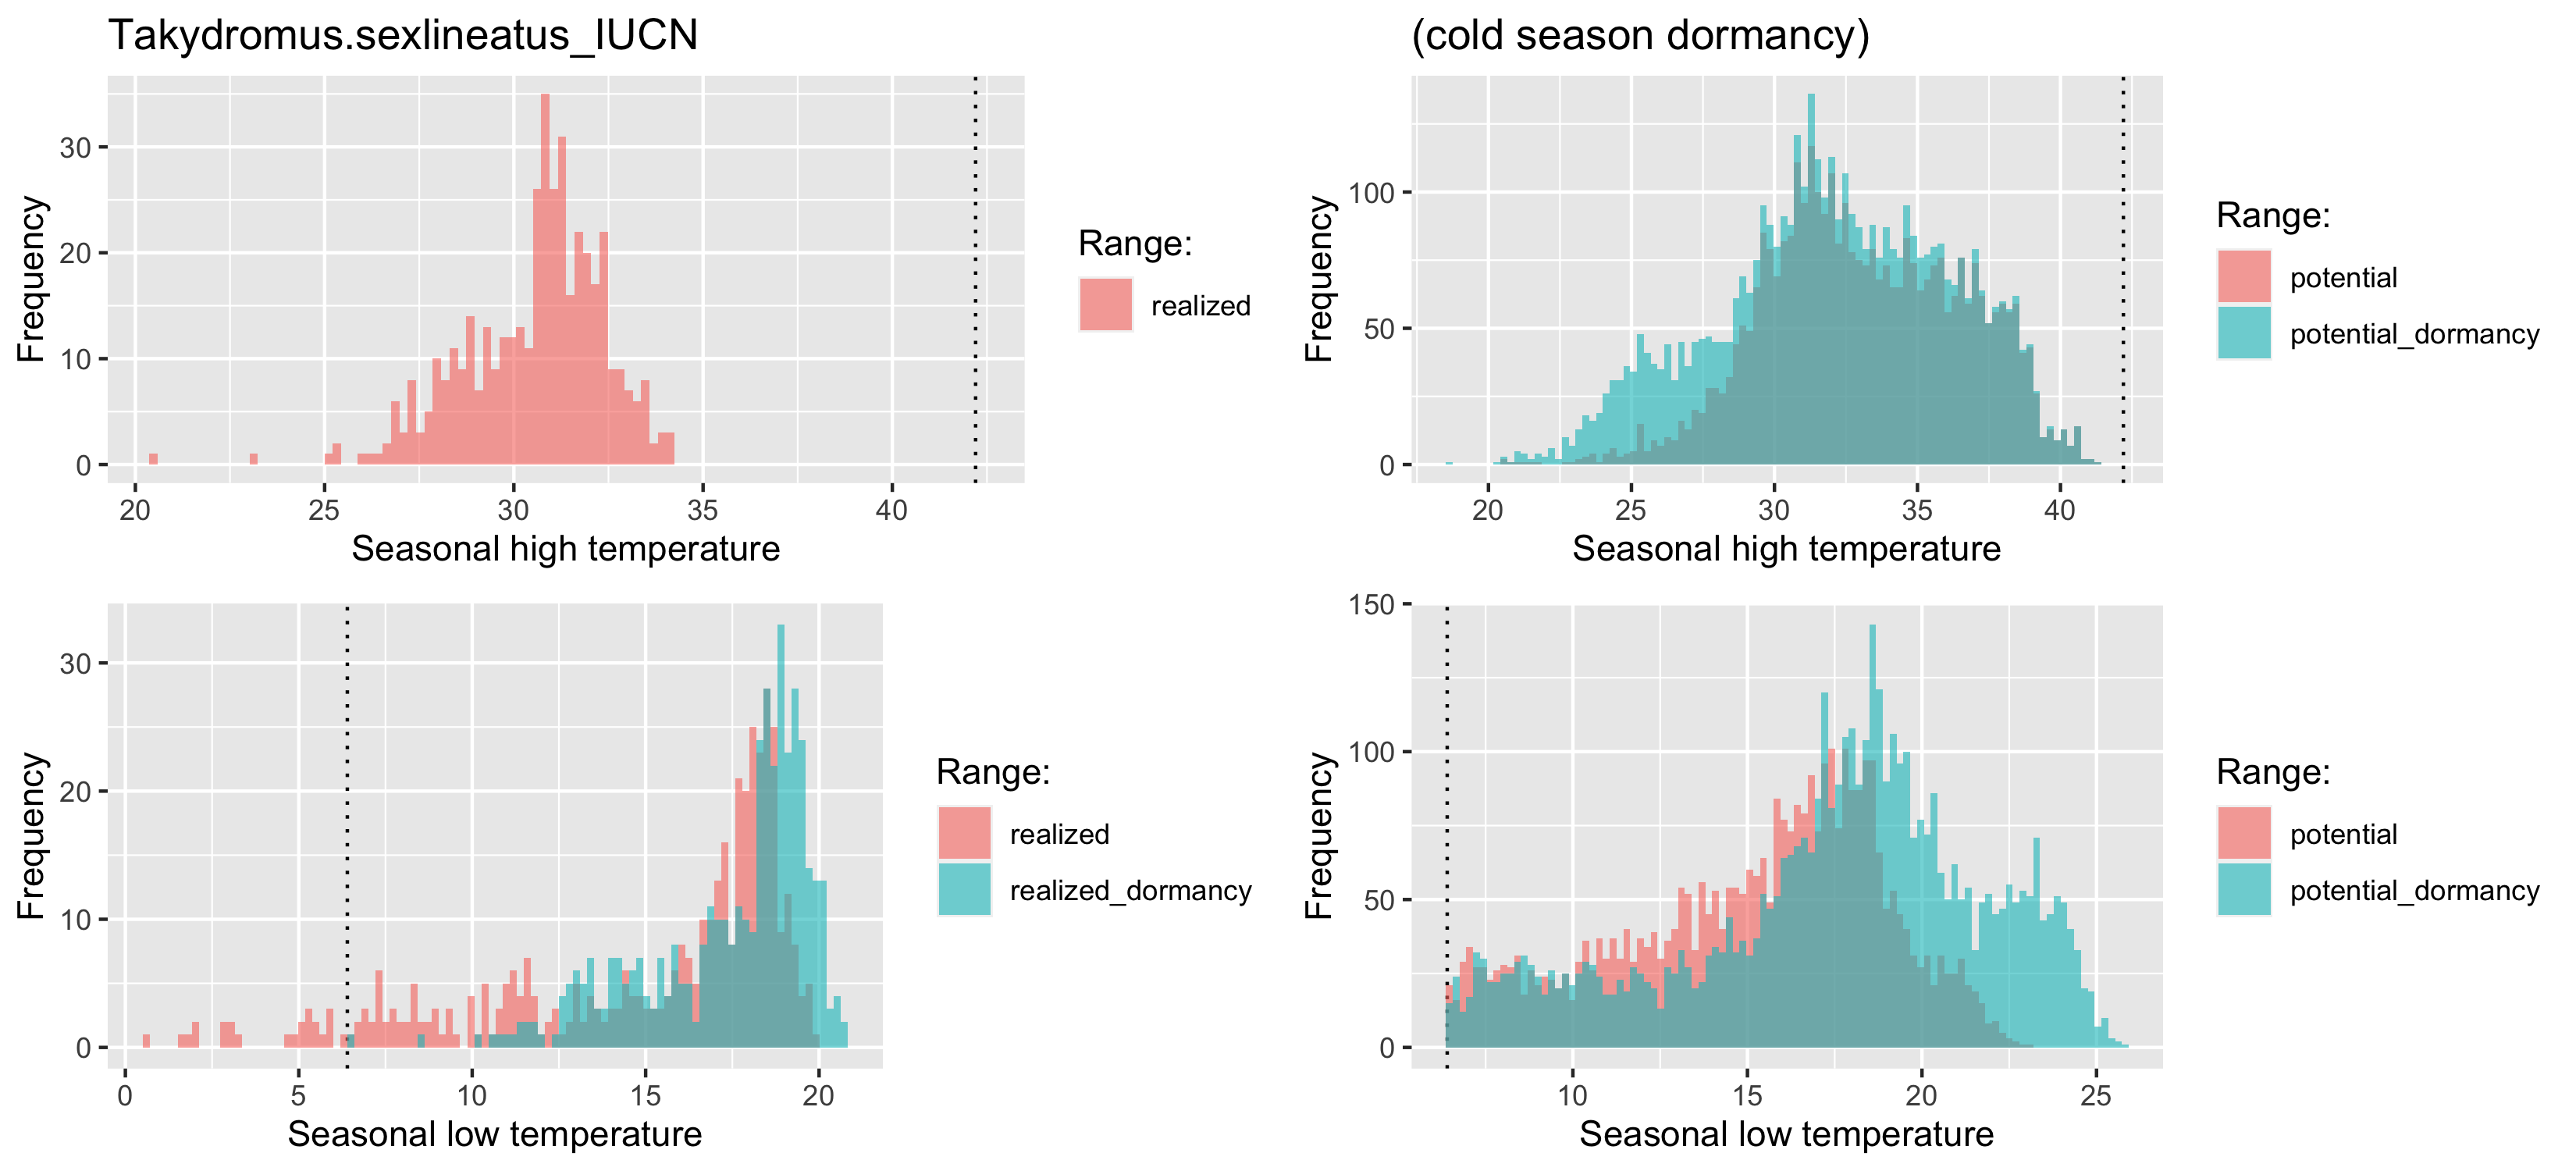 Takydromus.sexlineatus_IUCN
30
20
10
0
Frequency
20 25 30 35 40
Seasonal high temperature
Range:
realized
(cold season dormancy)
100
50
0
Frequency
20 25 30 35 40
Seasonal high temperature
Range:
potential
potential_dormancy
30
20
10
0
Frequency
0 5 10 15 20
Seasonal low temperature
Range:
realized
realized_dormancy
150
100
50
0
Frequency
10 15 20 25
Seasonal low temperature
Range:
potential
potential_dormancy